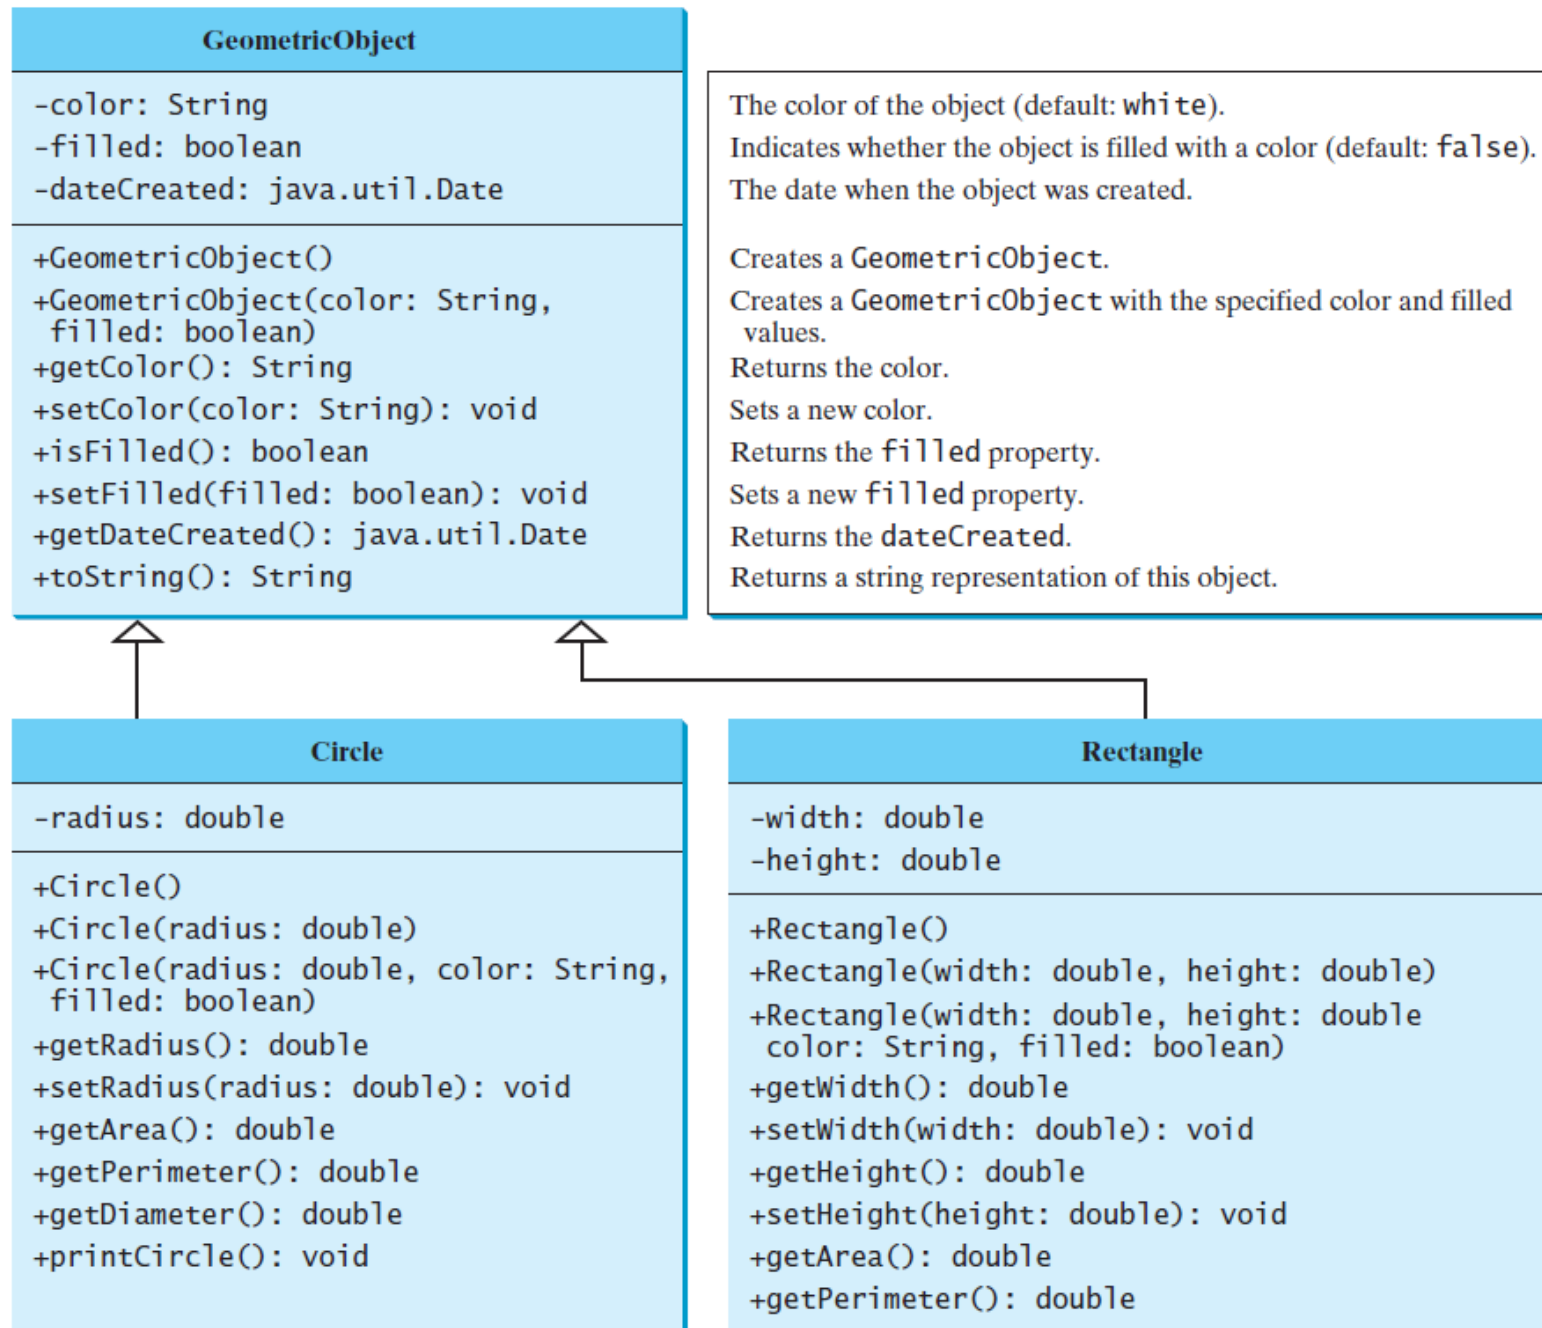 GeometricObject
-color: String
-filled: boolean
-dateCreated: java.util.Date
+GeometricObject()
+GeometricObject(color: String,
filled: boolean)
+getColor(): String
+setColor(color: String): void
+isFilled(): boolean
+setFilled(filled: boolean): void
+getDateCreated(): java.util.Date
+toString(): String
The color of the object (default: white).
Indicates whether the object is filled with a color (default: false).
The date when the object was created.
Creates a GeometricObject.
Creates a GeometricObject with the specified color and filled
values.
Returns the color.
Sets a new color.
Returns the filled property.
Sets a new filled property.
Returns the dateCreated.
Returns a string representation of this object.
Circle
-radius: double
+Circle()
+Circle(radius: double)
+Circle(radius: double, color: String,
filled: boolean)
+getRadius(): double
+setRadius(radius: double): void
+getArea(): double
+getPerimeter(): double
+getDiameter(): double
+printCircle(): void
Rectangle
-width: double
-height: double
+Rectangle()
+Rectangle(width: double, height: double)
+Rectangle(width: double, height: double
color: String, filled: boolean)
+getWidth(): double
+setWidth(width: double): void
+getHeight(): double
+setHeight(height: double): void
+getArea(): double
+getPerimeter(): double